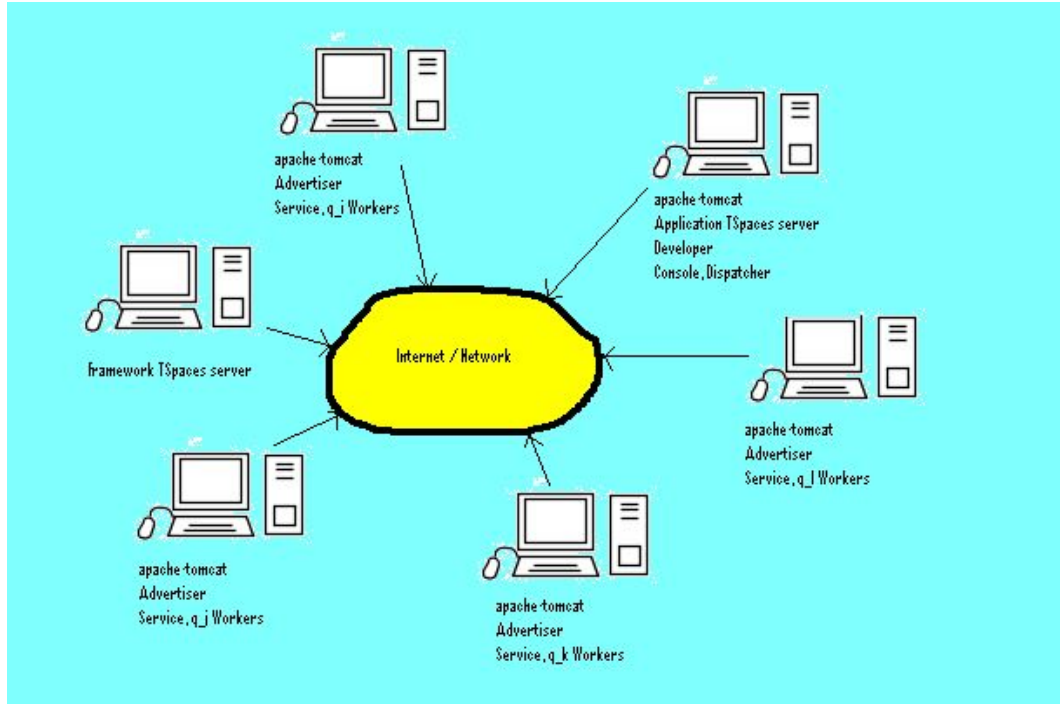 apache-tomcat
Advertiser
Service, q_i Workers
apache-tomcat
Application TSpaces server
Developer
Console, Dispatcher
Framework TSpaces server
Internet / Network
apache-tomcat
Advertiser
Service, q_l Workers
apache-tomcat
Advertiser
Service, q_j Workers
apache-tomcat
Advertiser
Service, q_k Workers